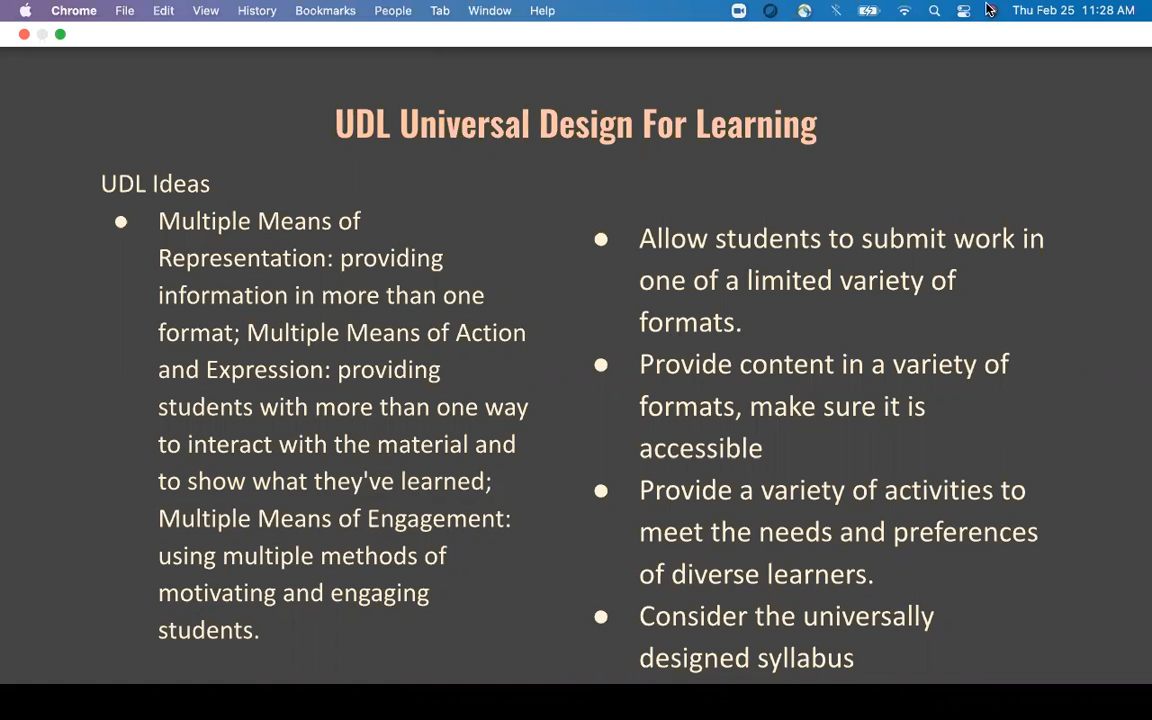 Chrome File Edit View History Bookmarks People Tab Window Help Thu Feb 25 11:28 AM
UDL Universal Design For Learning
UDL Ideas
● Multiple Means of
Representation: providing
information in more than one
format; Multiple Means of Action
and Expression: providing
students with more than one way
to interact with the material and
to show what they've learned;
Multiple Means of Engagement:
using multiple methods of
motivating and engaging
students.
● Allow students to submit work in
one of a limited variety of
formats.
● Provide content in a variety of
formats, make sure it is
accessible
● Provide a variety of activities to
meet the needs and preferences
of diverse learners.
● Consider the universally
designed syllabus